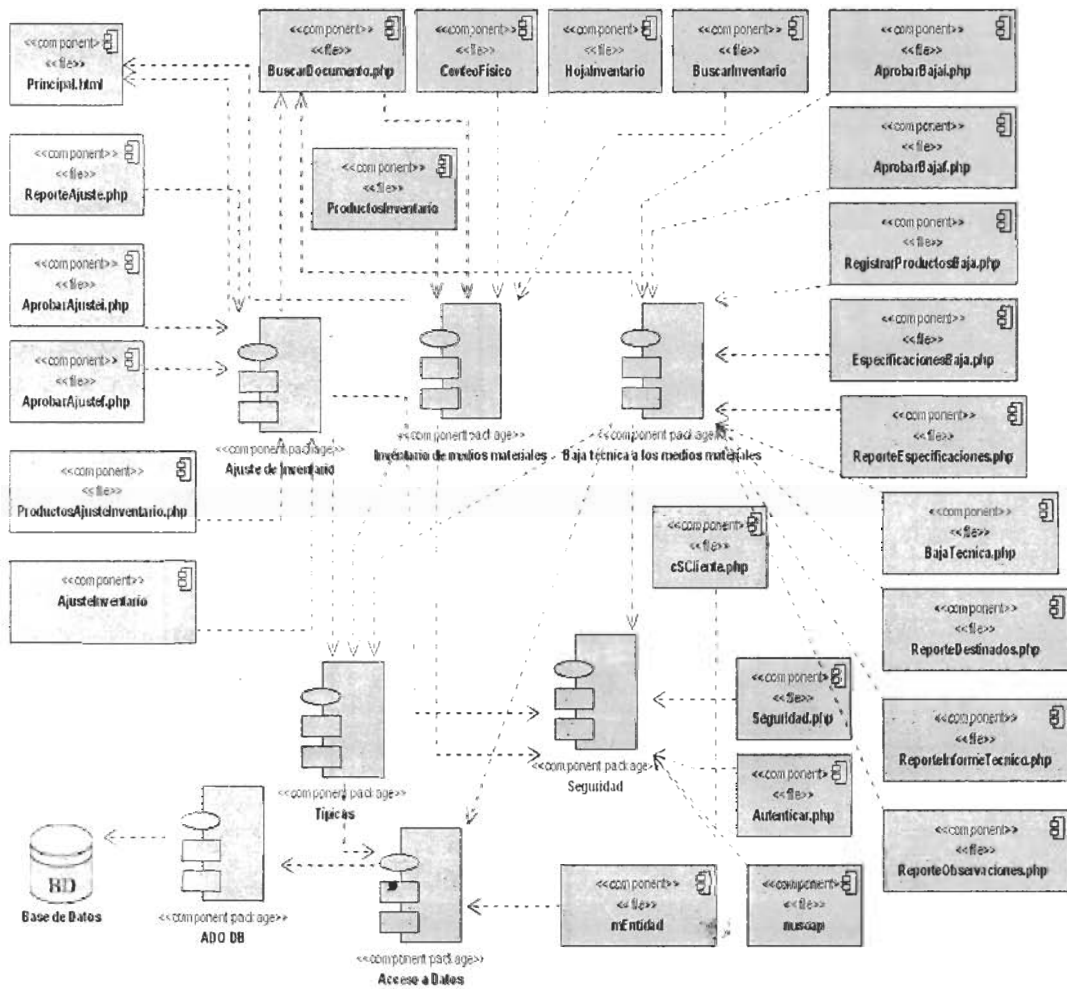 <<component>>
<<file>>
Principal.html
<<component>>
<<file>>
BuscarDocumento.php
<<component>>
<<file>>
ConteoFísico
<<component>>
<<file>>
HojaInventario
<<component>>
<<file>>
BuscarInventario
<<component>>
<<file>>
AprobarBajai.php
<<component>>
<<file>>
ReporteAjuste.php
<<component>>
<<file>>
ProductosInventario
<<component>>
<<file>>
AprobarBajaf.php
<<component>>
<<file>>
RegistrarProductosBaja.php
<<component>>
<<file>>
AprobarAjustei.php
<<component>>
<<file>>
EspecificacionesBaja.php
<<component>>
<<file>>
AprobarAjustef.php
<<component package>>
Ajuste de Inventario
<<component package>>
Inventario de medios materiales
<<component package>>
Baja técnica a los medios materiales
<<component>>
<<file>>
ReporteEspecificaciones.php
<<component>>
<<file>>
ProductosAjusteInventario.php
<<component>>
<<file>>
cSCliente.php
<<component>>
<<file>>
BajaTecnica.php
<<component>>
AjusteInventario
<<component>>
<<file>>
ReporteDestinados.php
<<component>>
<<file>>
Seguridad.php
<<component>>
<<file>>
ReporteInformeTecnico.php
<<component package>>
Seguridad
<<component package>>
Típicas
<<component>>
<<file>>
Autenticar.php
<<component>>
<<file>>
ReporteObservaciones.php
BD
Base de Datos
<<component package>>
ADO DB
<<component>>
<<file>>
mEntidad
<<component>>
<<file>>
nusoap
<<component package>>
Acceso a Datos